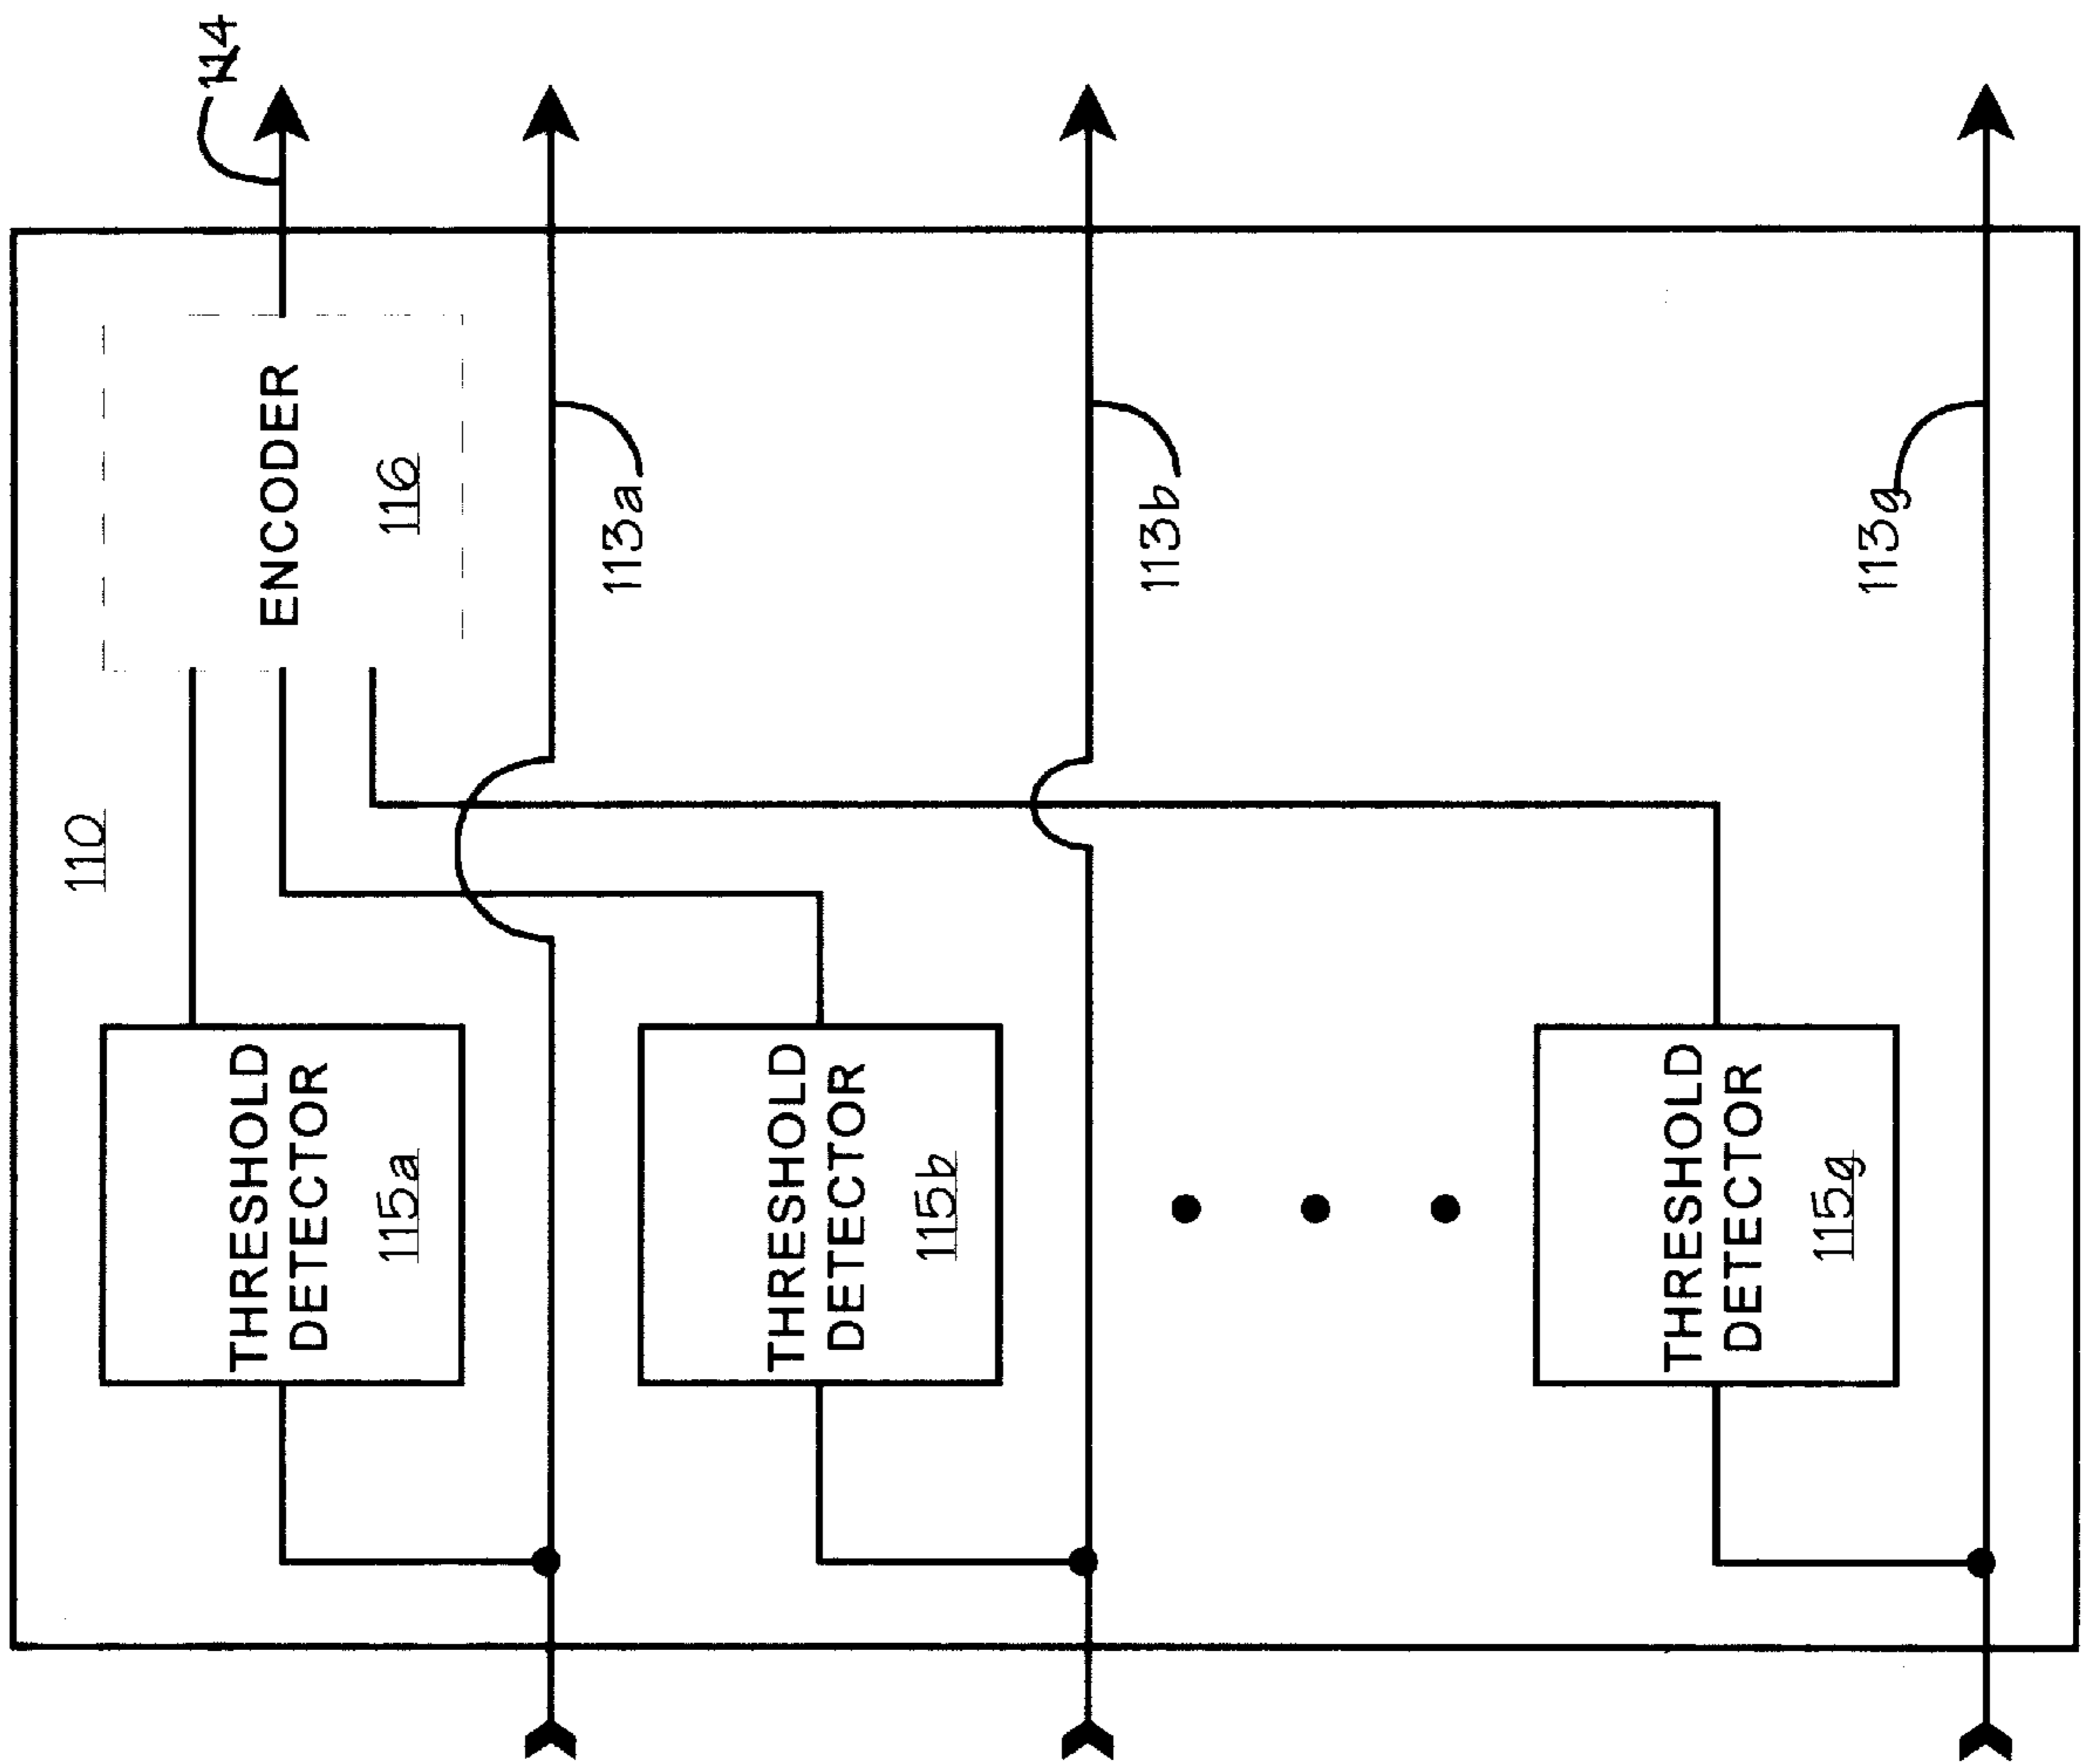 110
114
THRESHOLD
DETECTOR
115a
ENCODER
116
113a
THRESHOLD
DETECTOR
115b
113b
THRESHOLD
DETECTOR
115g
113g